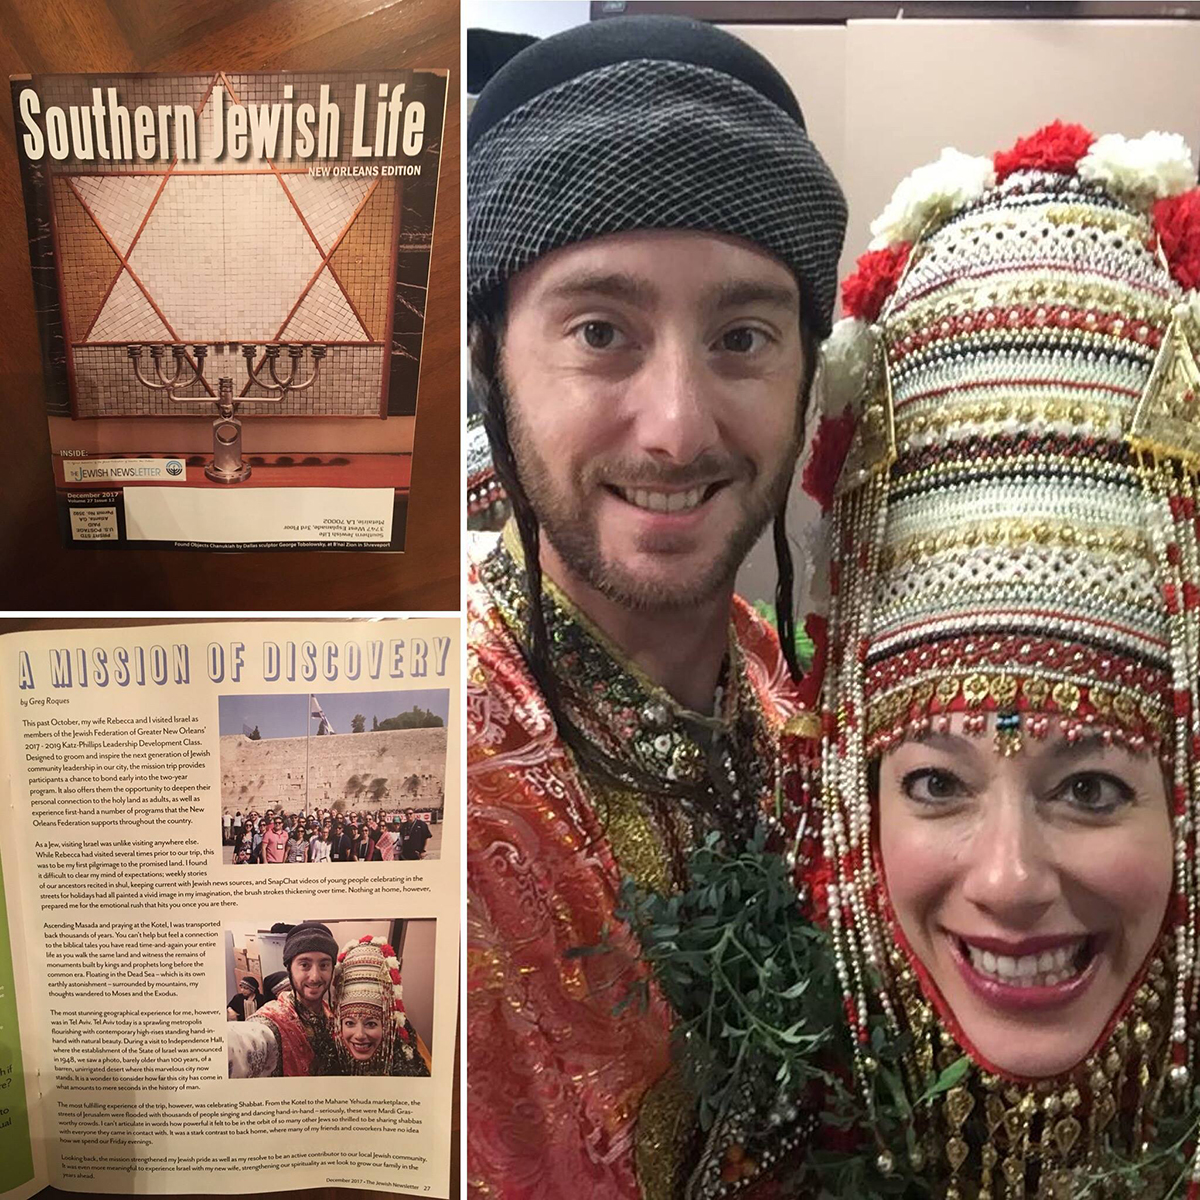 Southern Jewish Life
NEW ORLEANS EDITION
INSIDE:
THE JEWISH NEWSLETTER
December 2017
Volume 27 Issue 12
Southern Jewish Life
3747 West Esplanade, 3rd Floor
Metairie, LA 70002
PRSRT STD
U.S. POSTAGE
PAID
Atlanta, GA
Permit No. 3592
Found Objects Chanukiah by Dallas sculptor George Tobolowsky, at B'nai Zion in Shreveport
A MISSION OF DISCOVERY
by Greg Roques
This past October, my wife Rebecca and I visited Israel as
members of the Jewish Federation of Greater New Orleans'
2017 - 2019 Katz-Phillips Leadership Development Class.
Designed to groom and inspire the next generation of Jewish
community leadership in our city, the mission trip provides
participants a chance to bond early into the two-year
program. It also offers them the opportunity to deepen their
personal connection to the holy land as adults, as well as
experience first-hand a number of programs that the New
Orleans Federation supports throughout the country.
As a Jew, visiting Israel was unlike visiting anywhere else.
While Rebecca had visited several times prior to our trip, this
was to be my first pilgrimage to the promised land. I found
it difficult to clear my mind of expectations; weekly stories
of our ancestors recited in shul, keeping current with Jewish news sources, and SnapChat videos of young people celebrating in the
streets for holidays had all painted a vivid image in my imagination, the brush strokes thickening over time. Nothing at home, however,
prepared me for the emotional rush that hits you once you are there.
Ascending Masada and praying at the Kotel, I was transported
back thousands of years. You can't help but feel a connection
to the biblical tales you have read time-and-again your entire
life as you walk the same land and witness the remains of
monuments built by kings and prophets long before the
common era. Floating in the Dead Sea – which is its own
earthly astonishment – surrounded by mountains, my
thoughts wandered to Moses and the Exodus.
The most stunning geographical experience for me, however,
was in Tel Aviv. Tel Aviv today is a sprawling metropolis
flourishing with contemporary high-rises standing hand-in-
hand with natural beauty. During a visit to Independence Hall,
where the establishment of the State of Israel was announced
in 1948, we saw a photo, barely older than 100 years, of a
barren, unirrigated desert where this marvelous city now
stands. It is a wonder to consider how far this city has come in
what amounts to mere seconds in the history of man.
The most fulfilling experience of the trip, however, was celebrating Shabbat. From the Kotel to the Mahane Yehuda marketplace, the
streets of Jerusalem were flooded with thousands of people singing and dancing hand-in-hand – seriously, these were Mardi Gras-
worthy crowds. I can't articulate in words how powerful it felt to be in the orbit of so many other Jews so thrilled to be sharing shabbas
with everyone they came in contact with. It was a stark contrast to back home, where many of my friends and coworkers have no idea
how we spend our Friday evenings.
Looking back, the mission strengthened my Jewish pride as well as my resolve to be an active contributor to our local Jewish community.
It was even more meaningful to experience Israel with my new wife, strengthening our spirituality as we look to grow our family in the
years ahead.
December 2017 • The Jewish Newsletter 27